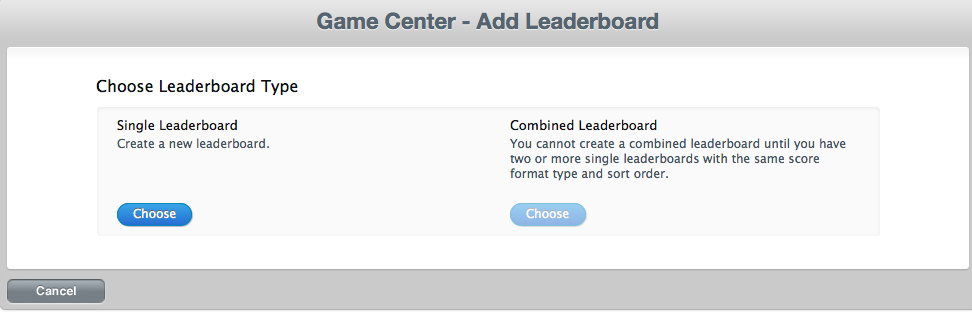 Game Center - Add Leaderboard
Choose Leaderboard Type
Single Leaderboard
Create a new leaderboard.
Choose
Combined Leaderboard
You cannot create a combined leaderboard until you have
two or more single leaderboards with the same score
format type and sort order.
Choose
Cancel